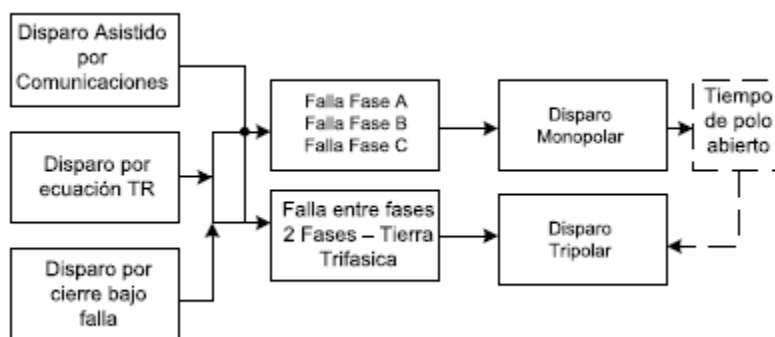 Disparo Asistido
por
Comunicaciones
Disparo por
ecuación TR
Disparo por
cierre bajo
falla
Falla Fase A
Falla Fase B
Falla Fase C
Falla entre fases
2 Fases – Tierra
Trifasica
Disparo
Monopolar
Disparo
Tripolar
Tiempo
de polo
abierto